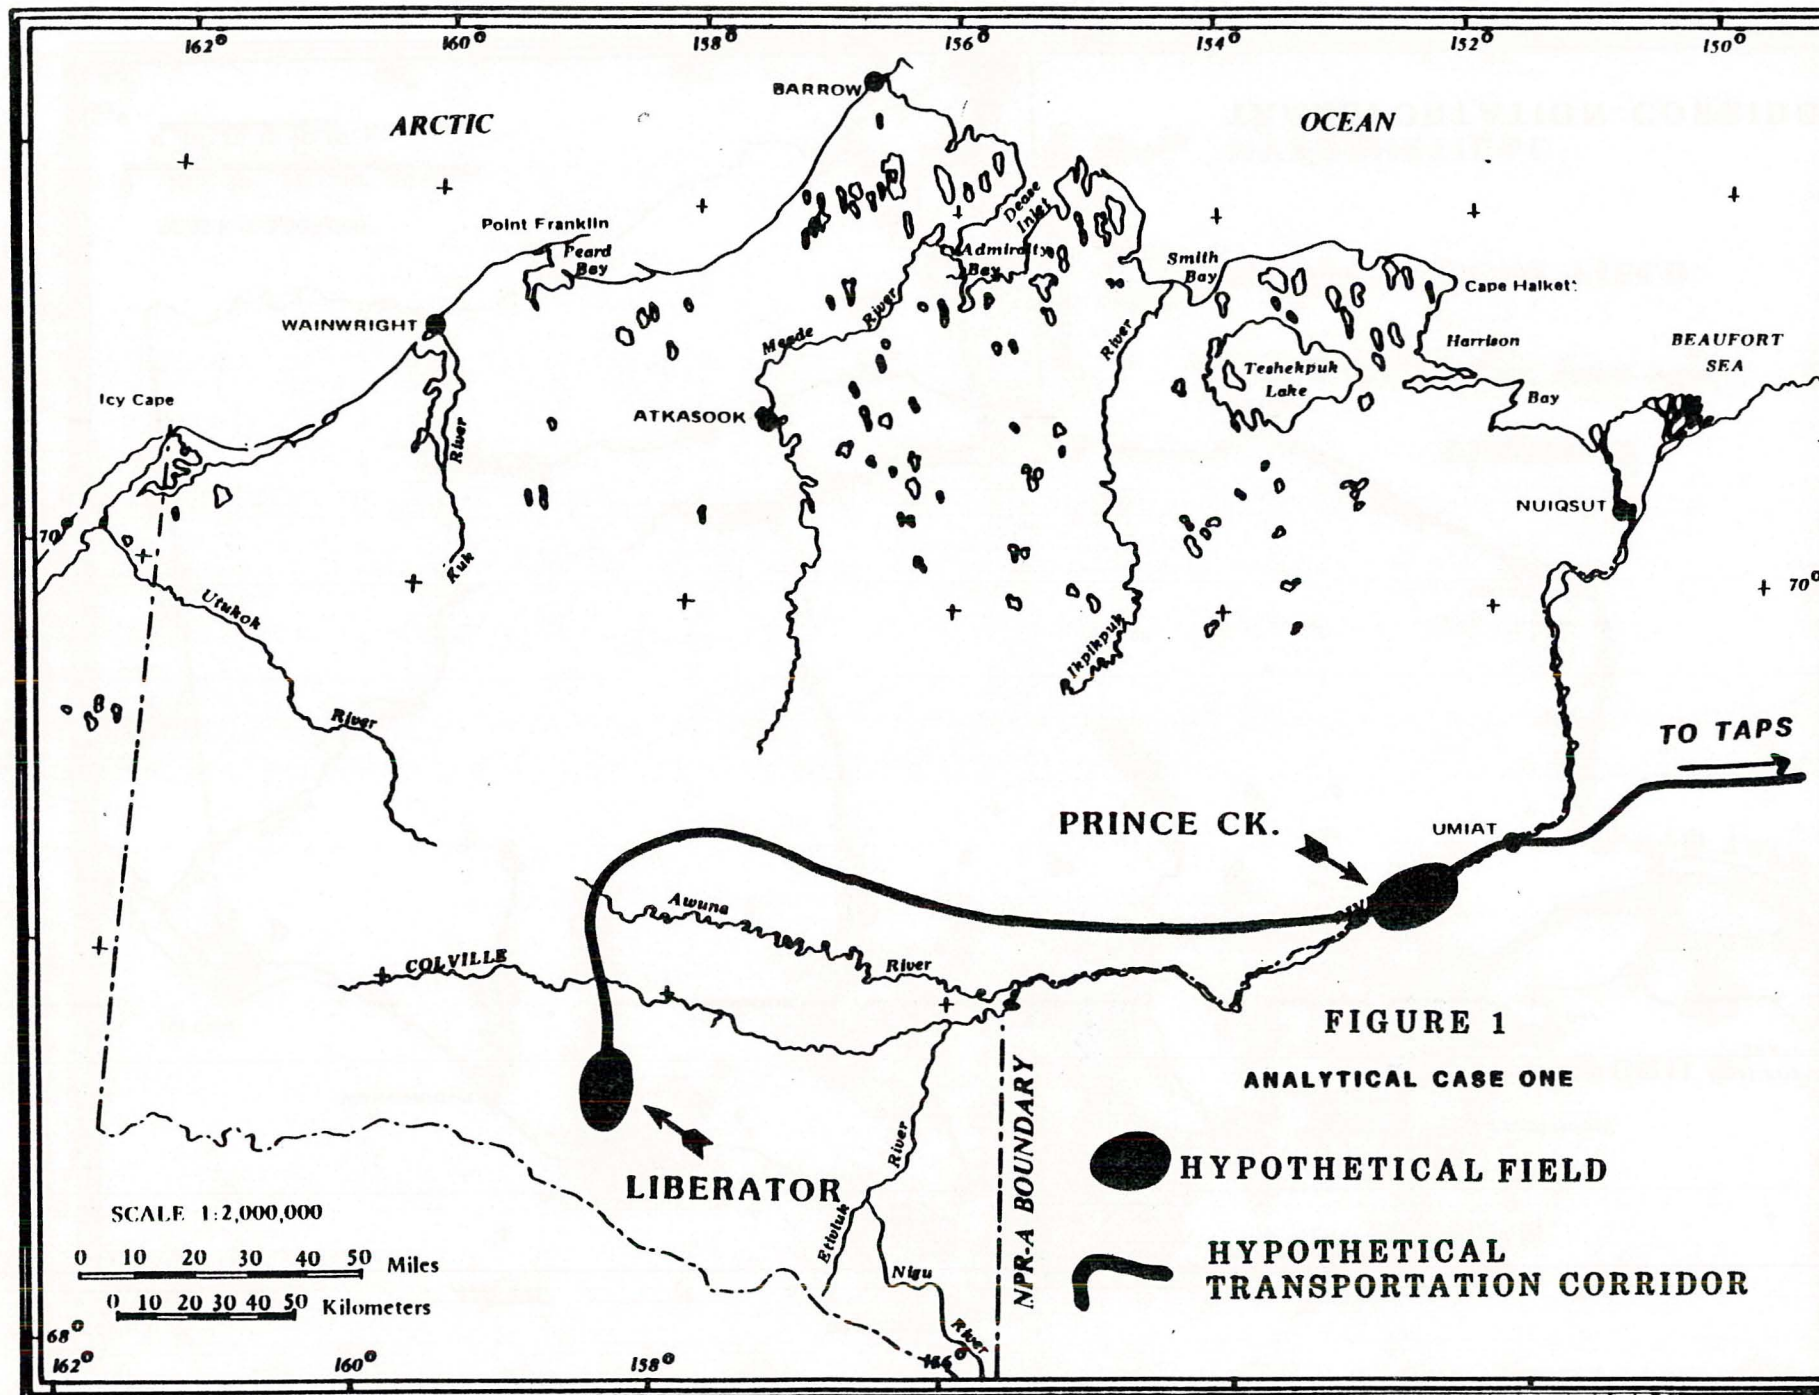 162° 160° 158° 156° 154° 152° 150°
BARROW
ARCTIC
OCEAN
Point Franklin
Peard
Bay
Dease
Inlet
Admiralty
Bay
Smith
Bay
Cape Halkett
WAINWRIGHT
Meade
River
River
Harrison
Bay
BEAUFORT
SEA
Teshekpuk
Lake
Icy Cape
ATKASOOK
River
Kuk
NUIQSUT
70°
70°
Utukok
River
Ikpikpuk
TO TAPS
PRINCE CK.
UMIAT
Awuna
River
COLVILLE
FIGURE 1
ANALYTICAL CASE ONE
NPR-A BOUNDARY
River
Etivluk
Nigu
River
LIBERATOR
HYPOTHETICAL FIELD
HYPOTHETICAL
TRANSPORTATION CORRIDOR
SCALE 1:2,000,000
0 10 20 30 40 50 Miles
0 10 20 30 40 50 Kilometers
68°
162° 160° 158° 156°